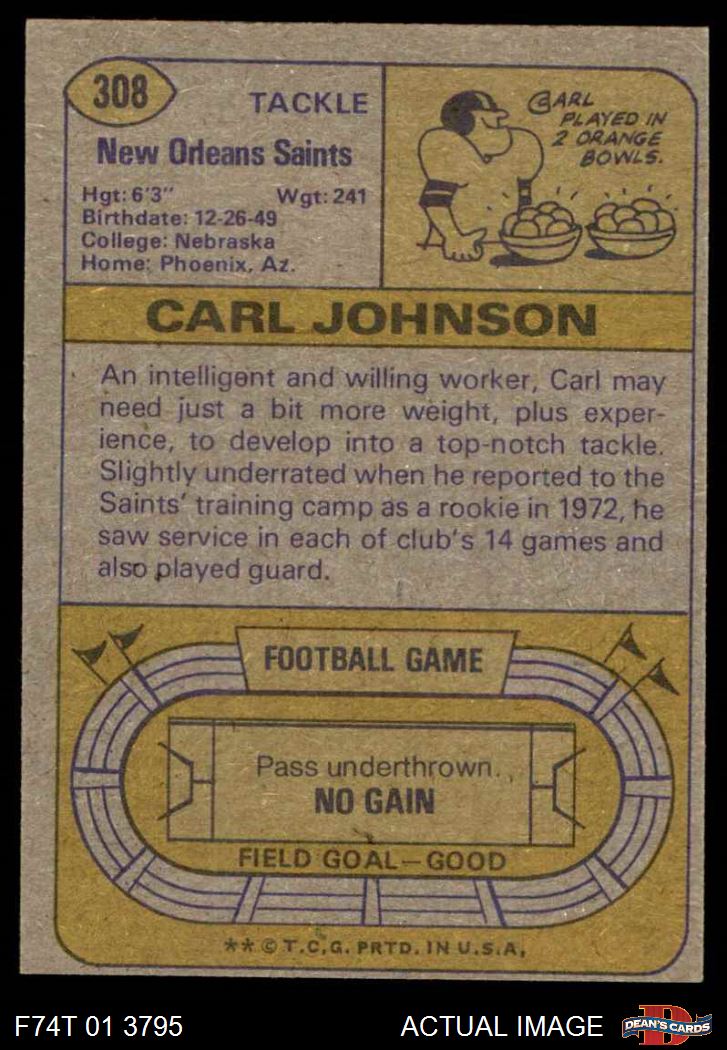 308
TACKLE
New Orleans Saints
Hgt: 6'3" Wgt: 241
Birthdate: 12-26-49
College: Nebraska
Home: Phoenix, Az.
CARL
PLAYED IN
2 ORANGE
BOWLS.
CARL JOHNSON
An intelligent and willing worker, Carl may
need just a bit more weight, plus exper-
ience, to develop into a top-notch tackle.
Slightly underrated when he reported to the
Saints' training camp as a rookie in 1972, he
saw service in each of club's 14 games and
also played guard.
FOOTBALL GAME
Pass underthrown.
NO GAIN
FIELD GOAL—GOOD
** © T.C.G. PRTD. IN U.S.A.
F74T 01 3795 ACTUAL IMAGE
D
DEAN'S CARDS